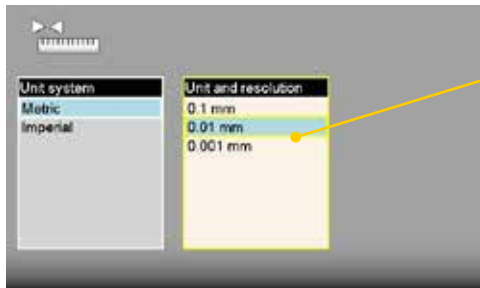 Unit system
Metric
Imperial
Unit and resolution
0.1 mm
0.01 mm
0.001 mm